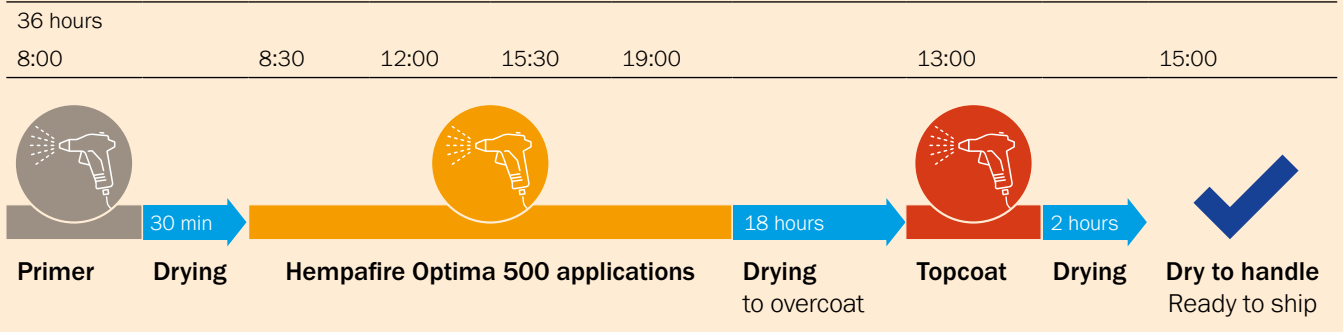 36 hours
8:00 8:30 12:00 15:30 19:00 13:00 15:00
30 min 18 hours 2 hours
Primer Drying Hempafire Optima 500 applications Drying Topcoat Drying Dry to handle
to overcoat Ready to ship